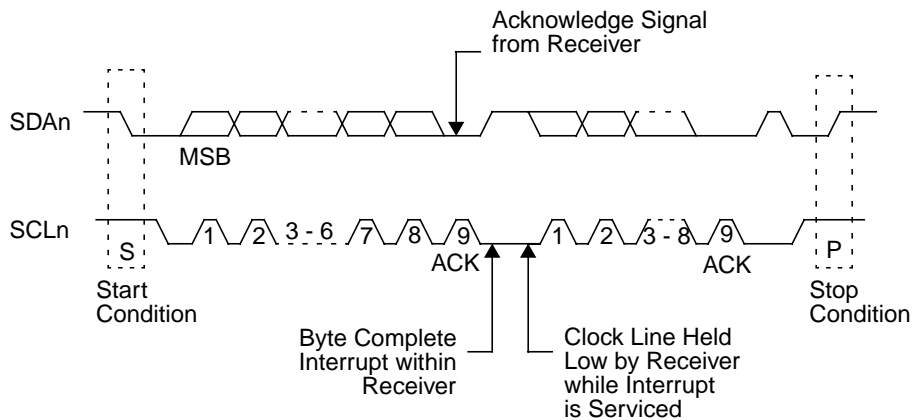 Acknowledge Signal
from Receiver
SDAn
MSB
SCLn
S
1
2
3 - 6
7
8
9
ACK
1
2
3 - 8
9
ACK
P
Start
Condition
Stop
Condition
Byte Complete
Interrupt within
Receiver
Clock Line Held
Low by Receiver
while Interrupt
is Serviced